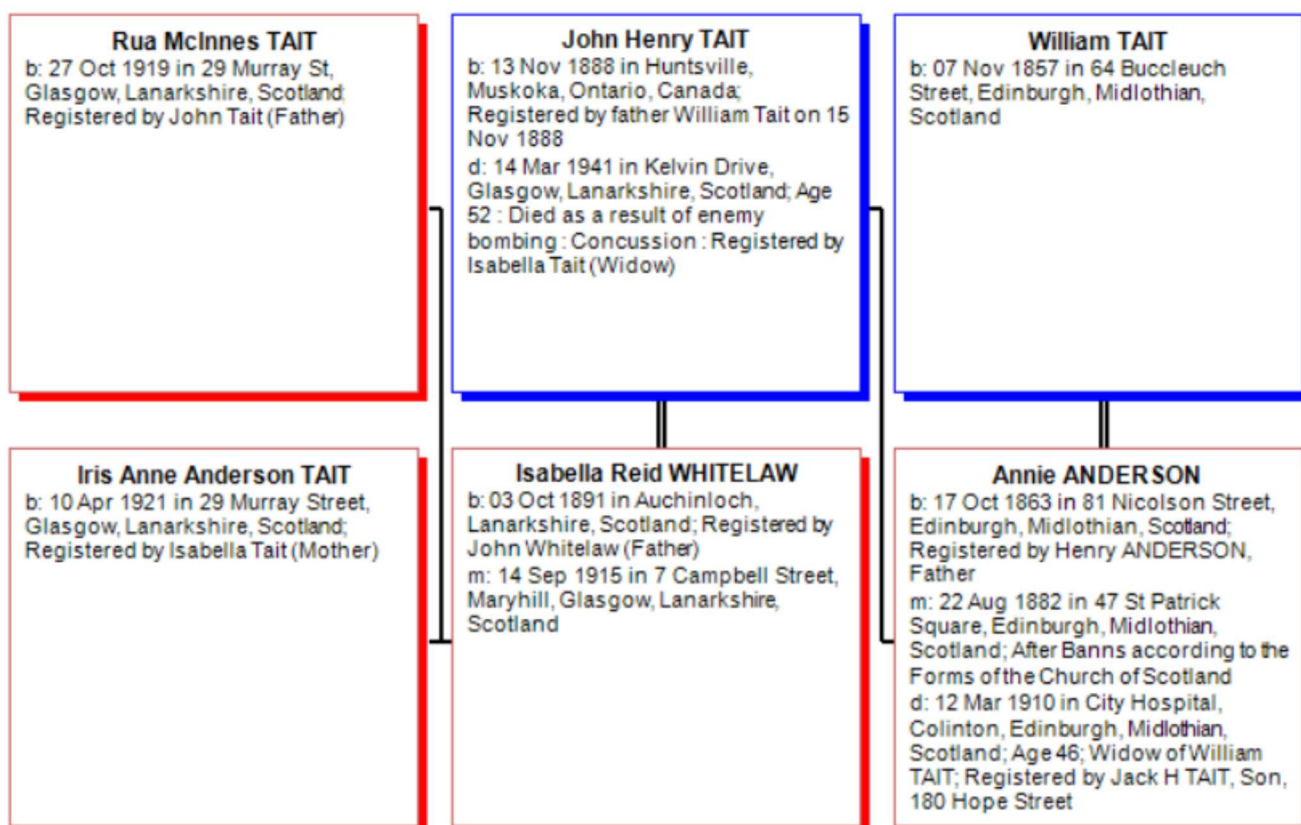 Rua McInnes TAIT
b: 27 Oct 1919 in 29 Murray St,
Glasgow, Lanarkshire, Scotland;
Registered by John Tait (Father)
John Henry TAIT
b: 13 Nov 1888 in Huntsville,
Muskoka, Ontario, Canada;
Registered by father William Tait on 15
Nov 1888
d: 14 Mar 1941 in Kelvin Drive,
Glasgow, Lanarkshire, Scotland; Age
52 : Died as a result of enemy
bombing : Concussion : Registered by
Isabella Tait (Widow)
William TAIT
b: 07 Nov 1857 in 64 Buccleuch
Street, Edinburgh, Midlothian,
Scotland
Iris Anne Anderson TAIT
b: 10 Apr 1921 in 29 Murray Street,
Glasgow, Lanarkshire, Scotland;
Registered by Isabella Tait (Mother)
Isabella Reid WHITELAW
b: 03 Oct 1891 in Auchinloch,
Lanarkshire, Scotland; Registered by
John Whitelaw (Father)
m: 14 Sep 1915 in 7 Campbell Street,
Maryhill, Glasgow, Lanarkshire,
Scotland
Annie ANDERSON
b: 17 Oct 1863 in 81 Nicolson Street,
Edinburgh, Midlothian, Scotland;
Registered by Henry ANDERSON,
Father
m: 22 Aug 1882 in 47 St Patrick
Square, Edinburgh, Midlothian,
Scotland; After Banns according to the
Forms of the Church of Scotland
d: 12 Mar 1910 in City Hospital,
Colinton, Edinburgh, Midlothian,
Scotland; Age 46; Widow of William
TAIT; Registered by Jack H TAIT, Son,
180 Hope Street